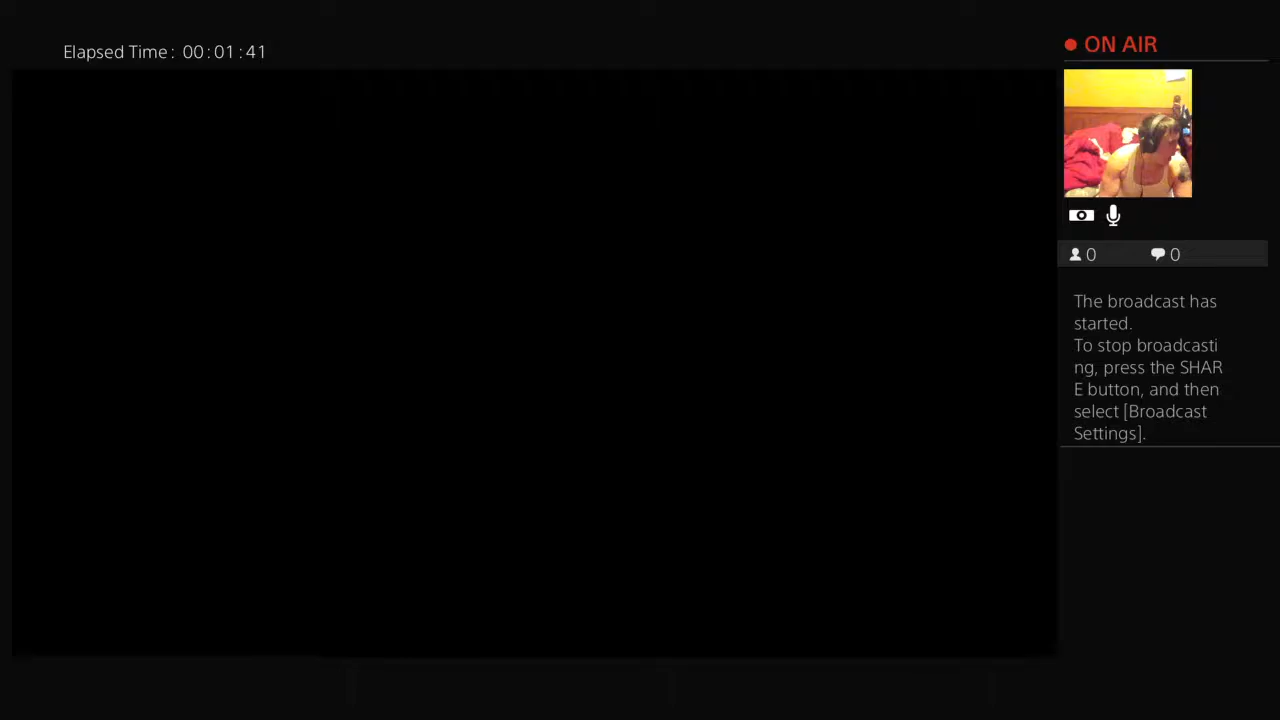 Elapsed Time: 00:01:41
ON AIR
0
0
The broadcast has
started.
To stop broadcasti
ng, press the SHAR
E button, and then
select [Broadcast
Settings].